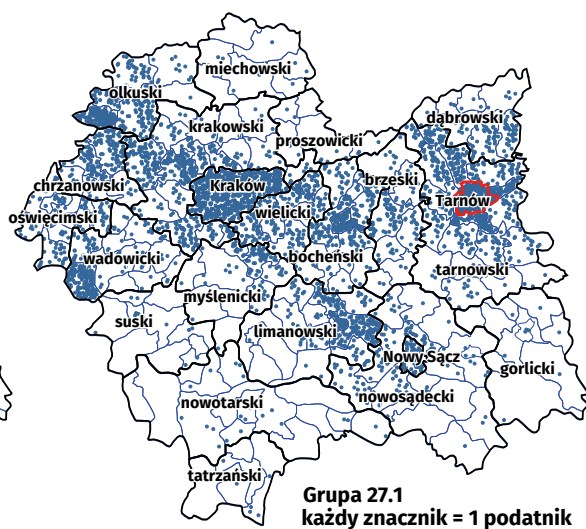 miechowski
olkuski
dąbrowski
krakowski
proszowicki
chrzanowski
Kraków
brzeski
Tarnów
oświęcimski
wielicki
wadowicki
bocheński
tarnowski
myślenicki
suski
limanowski
Nowy Sącz
gorlicki
nowotarski
nowosądecki
tatrzański
Grupa 27.1
każdy znacznik = 1 podatnik